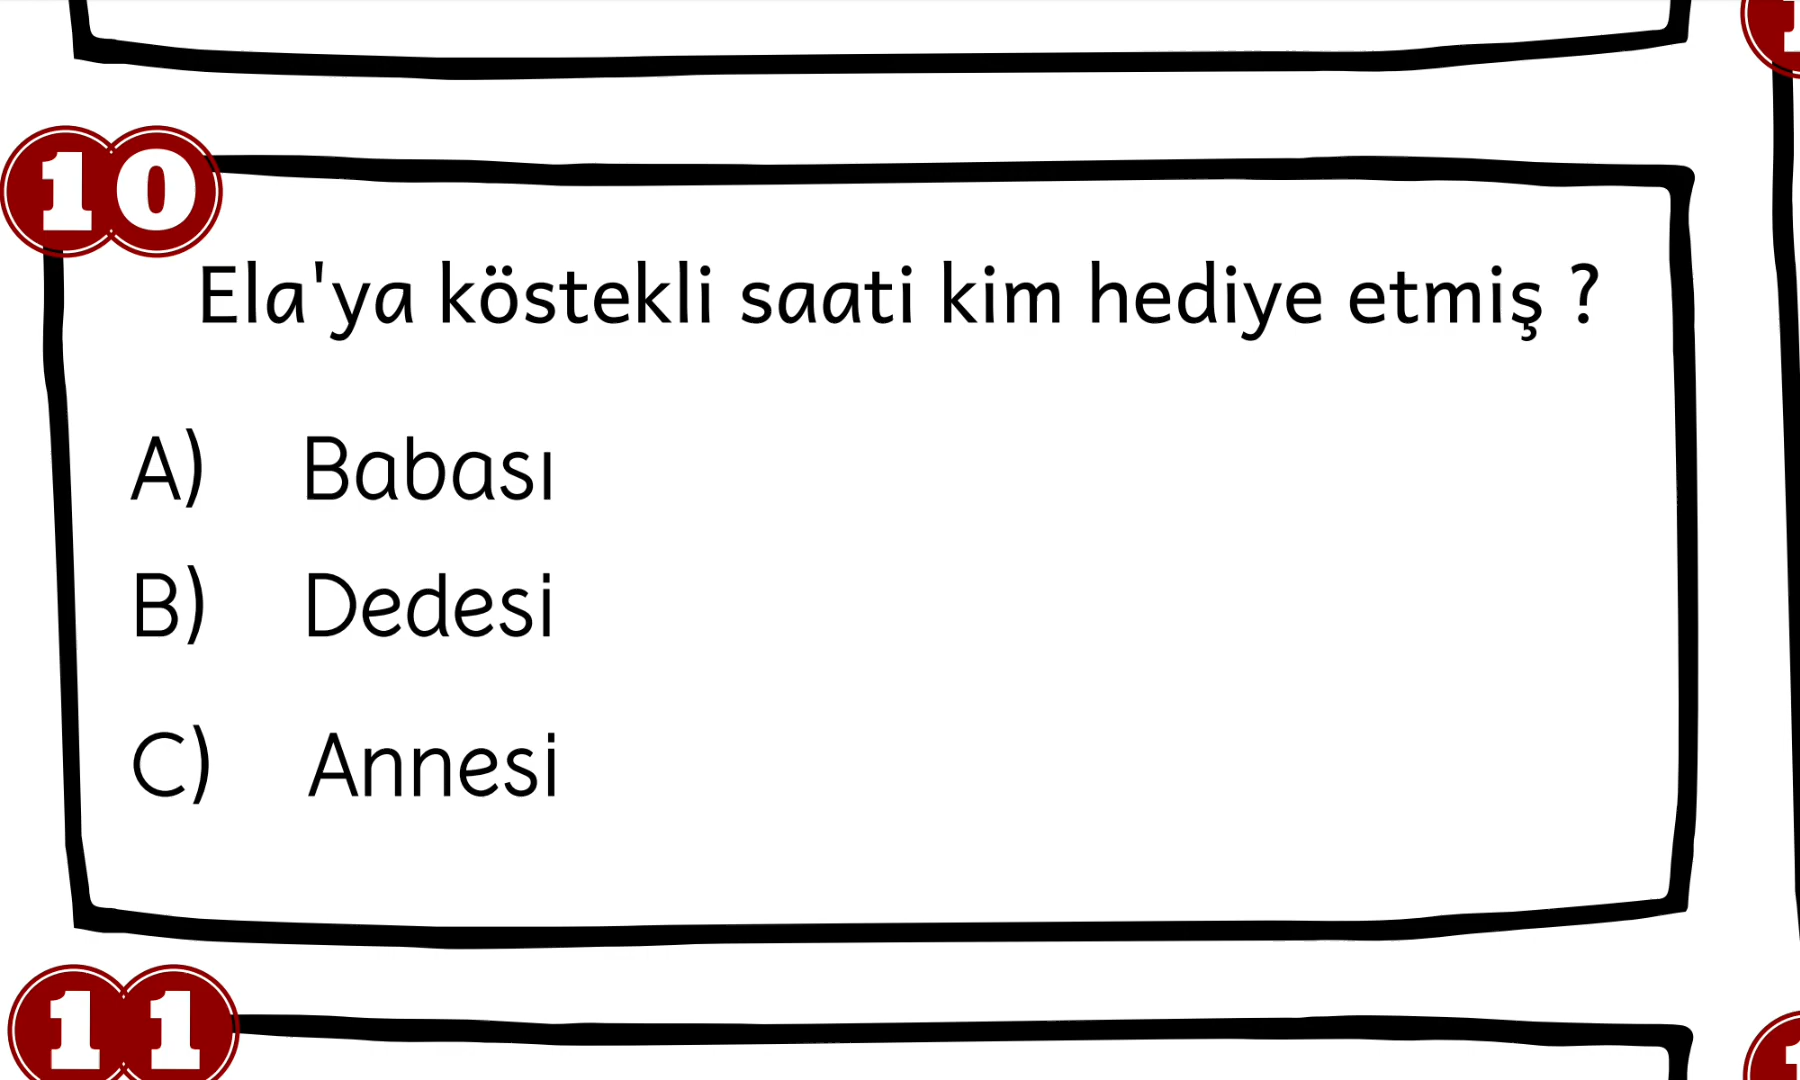 10
Ela'ya köstekli saati kim hediye etmiş ?
A) Babası
B) Dedesi
C) Annesi
11